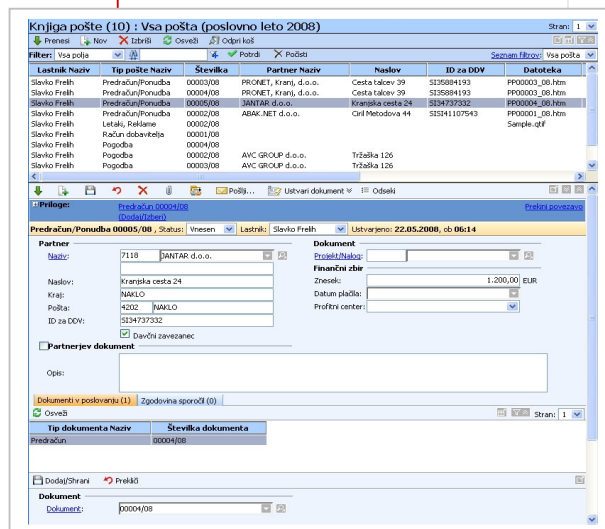 Knjiga pošte (10) : Vsa pošta (poslovno leto 2008) Stran: 1
Prenesi Nov Izbriši Osveži Odpri koš
Filter: Vsa polja Potrdi Počisti Seznam filtrov: Vsa pošta
Lastnik Naziv Tip pošte Naziv Številka Partner Naziv Naslov ID za DDV Datoteka
Slavko Frelih Predračun/Ponudba 00003/08 PRONET, Kranj, d.o.o. Cesta talcev 39 SI35884193 PP00003_08.htm
Slavko Frelih Predračun/Ponudba 00004/08 PRONET, Kranj, d.o.o. Cesta talcev 39 SI35884193 PP00003_08.htm
Slavko Frelih Predračun/Ponudba 00005/08 JANTAR d.o.o. Kranjska cesta 24 SI34737332 PP00004_08.htm
Slavko Frelih Predračun/Ponudba 00002/08 ABAK.NET d.o.o. Ciril Metodova 44 SISI41107543 PP00001_08.htm
Slavko Frelih Letaki, Reklame 00002/08 Sample.qtif
Slavko Frelih Račun dobavitelja 00001/08
Slavko Frelih Pogodba 00004/08
Slavko Frelih Pogodba 00002/08 AVC GROUP d.o.o. Tržaška 126
Slavko Frelih Pogodba 00003/08 AVC GROUP d.o.o. Tržaška 126
Pošlji... Ustvari dokument Odseki
Priloge: Predračun 00004/08 Prekini povezavo
(Dodaj/Izberi)
Predračun/Ponudba 00005/08 , Status: Vnesen Lastnik: Slavko Frelih Ustvarjeno: 22.05.2008, ob 06:14
Partner Dokument
Naziv: 7118 JANTAR d.o.o. Projekt/Nalog:
Finančni zbir
Naslov: Kranjska cesta 24 Znesek: 1.200,00 EUR
Kraj: NAKLO Datum plačila:
Pošta: 4202 NAKLO Profitni center:
ID za DDV: SI34737332
Davčni zavezanec
Partnerjev dokument
Opis:
Dokumenti v poslovanju (1) Zgodovina sporočil (0)
Osveži Stran: 1
Tip dokumenta Naziv Številka dokumenta
Predračun 00004/08
Dodaj/Shrani Prekliči
Dokument
Dokument: 00004/08